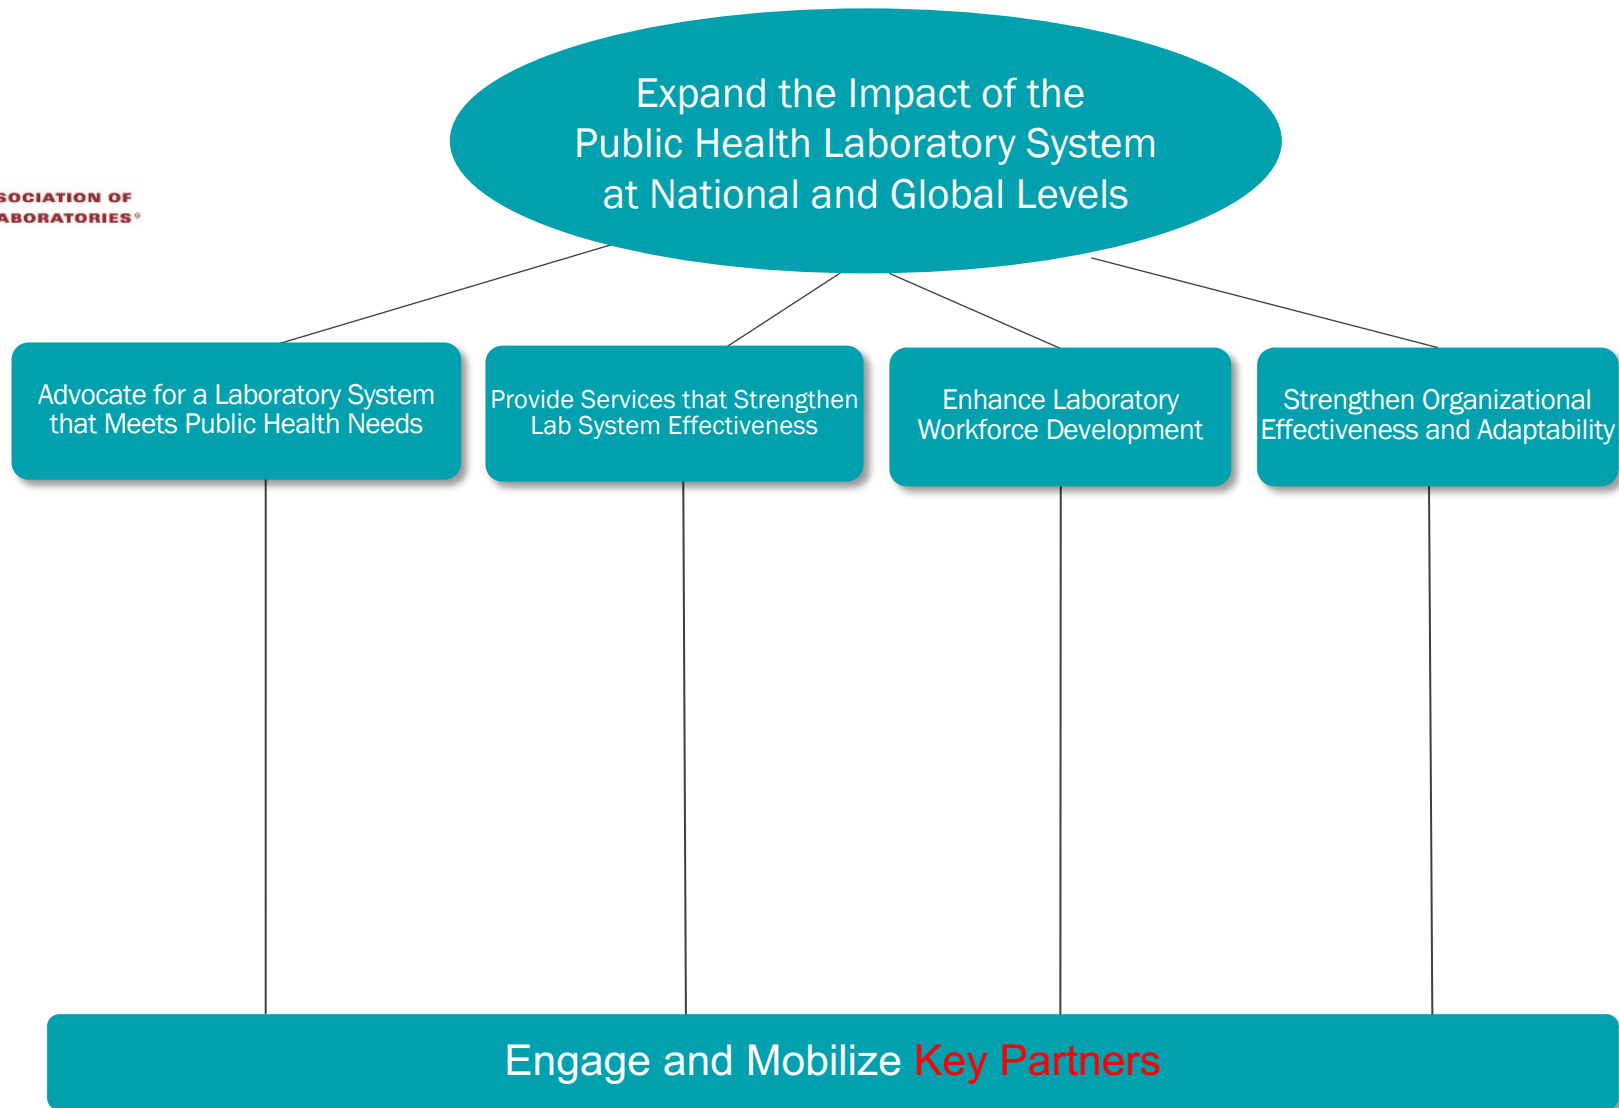 Expand the Impact of the
Public Health Laboratory System
at National and Global Levels
SOCIATION OF
ABORATORIES®
Advocate for a Laboratory System
that Meets Public Health Needs
Provide Services that Strengthen
Lab System Effectiveness
Enhance Laboratory
Workforce Development
Strengthen Organizational
Effectiveness and Adaptability
Engage and Mobilize Key Partners